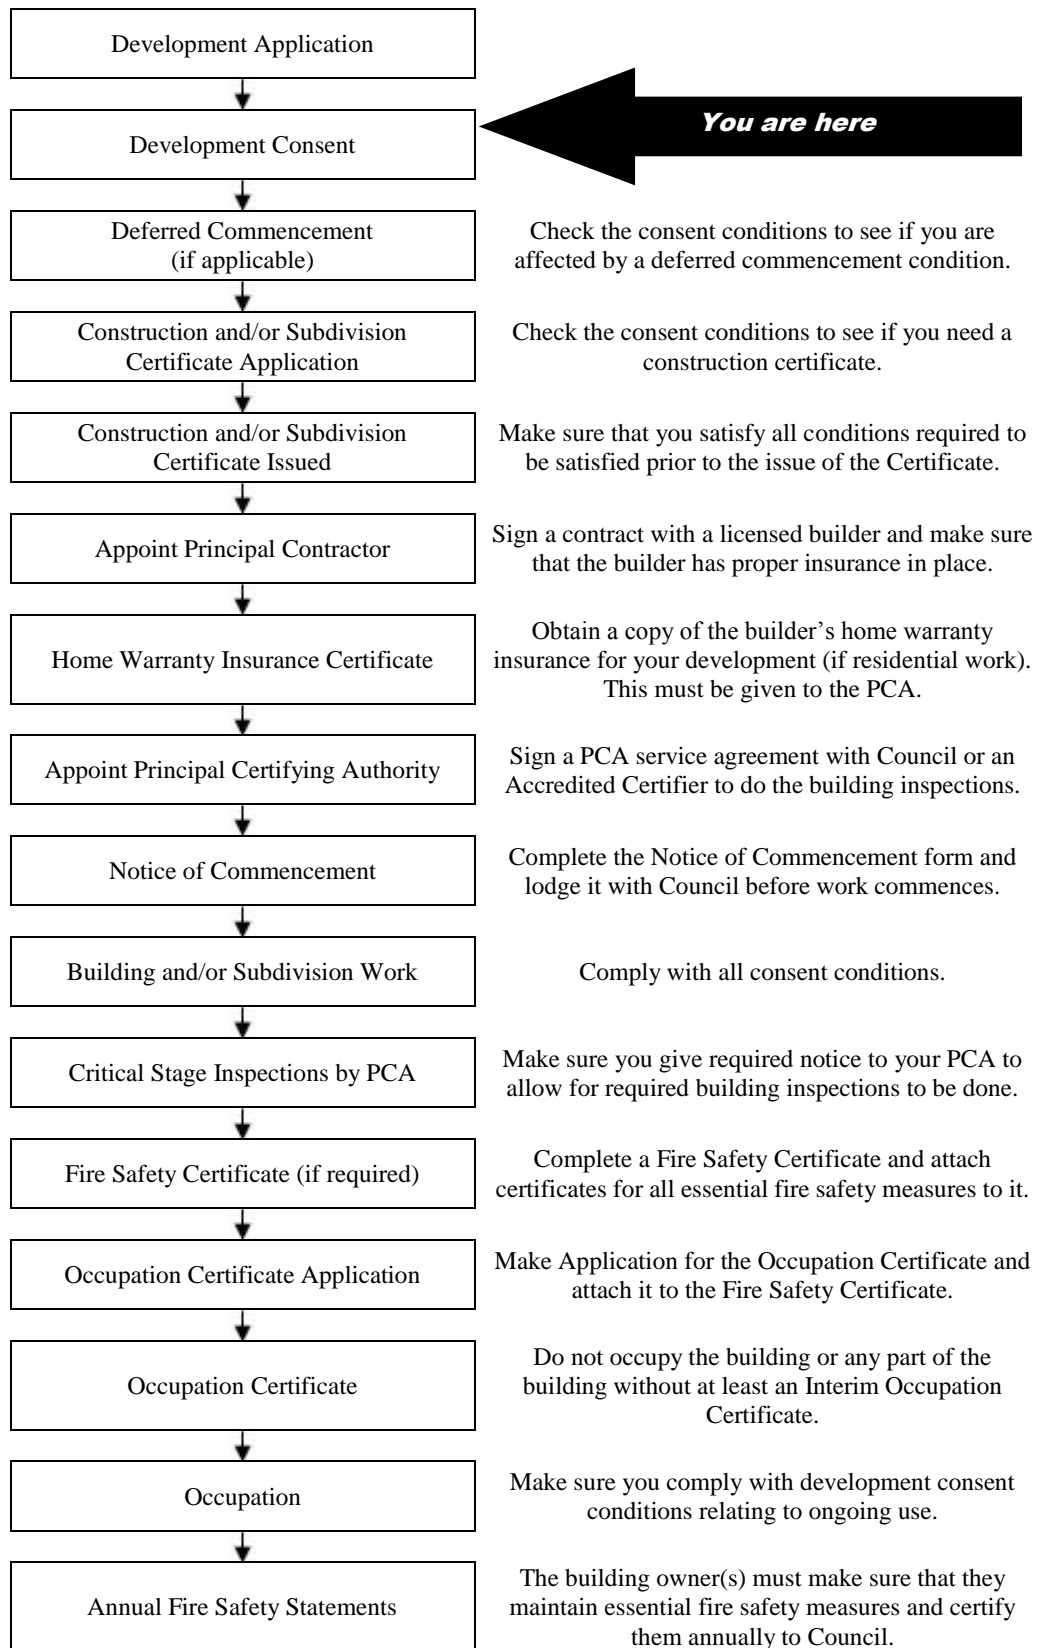 Development Application
You are here
Development Consent
Deferred Commencement
(if applicable)
Check the consent conditions to see if you are
affected by a deferred commencement condition.
Construction and/or Subdivision
Certificate Application
Check the consent conditions to see if you need a
construction certificate.
Construction and/or Subdivision
Certificate Issued
Make sure that you satisfy all conditions required to
be satisfied prior to the issue of the Certificate.
Appoint Principal Contractor
Sign a contract with a licensed builder and make sure
that the builder has proper insurance in place.
Home Warranty Insurance Certificate
Obtain a copy of the builder’s home warranty
insurance for your development (if residential work).
This must be given to the PCA.
Appoint Principal Certifying Authority
Sign a PCA service agreement with Council or an
Accredited Certifier to do the building inspections.
Notice of Commencement
Complete the Notice of Commencement form and
lodge it with Council before work commences.
Building and/or Subdivision Work
Comply with all consent conditions.
Critical Stage Inspections by PCA
Make sure you give required notice to your PCA to
allow for required building inspections to be done.
Fire Safety Certificate (if required)
Complete a Fire Safety Certificate and attach
certificates for all essential fire safety measures to it.
Occupation Certificate Application
Make Application for the Occupation Certificate and
attach it to the Fire Safety Certificate.
Occupation Certificate
Do not occupy the building or any part of the
building without at least an Interim Occupation
Certificate.
Occupation
Make sure you comply with development consent
conditions relating to ongoing use.
Annual Fire Safety Statements
The building owner(s) must make sure that they
maintain essential fire safety measures and certify
them annually to Council.